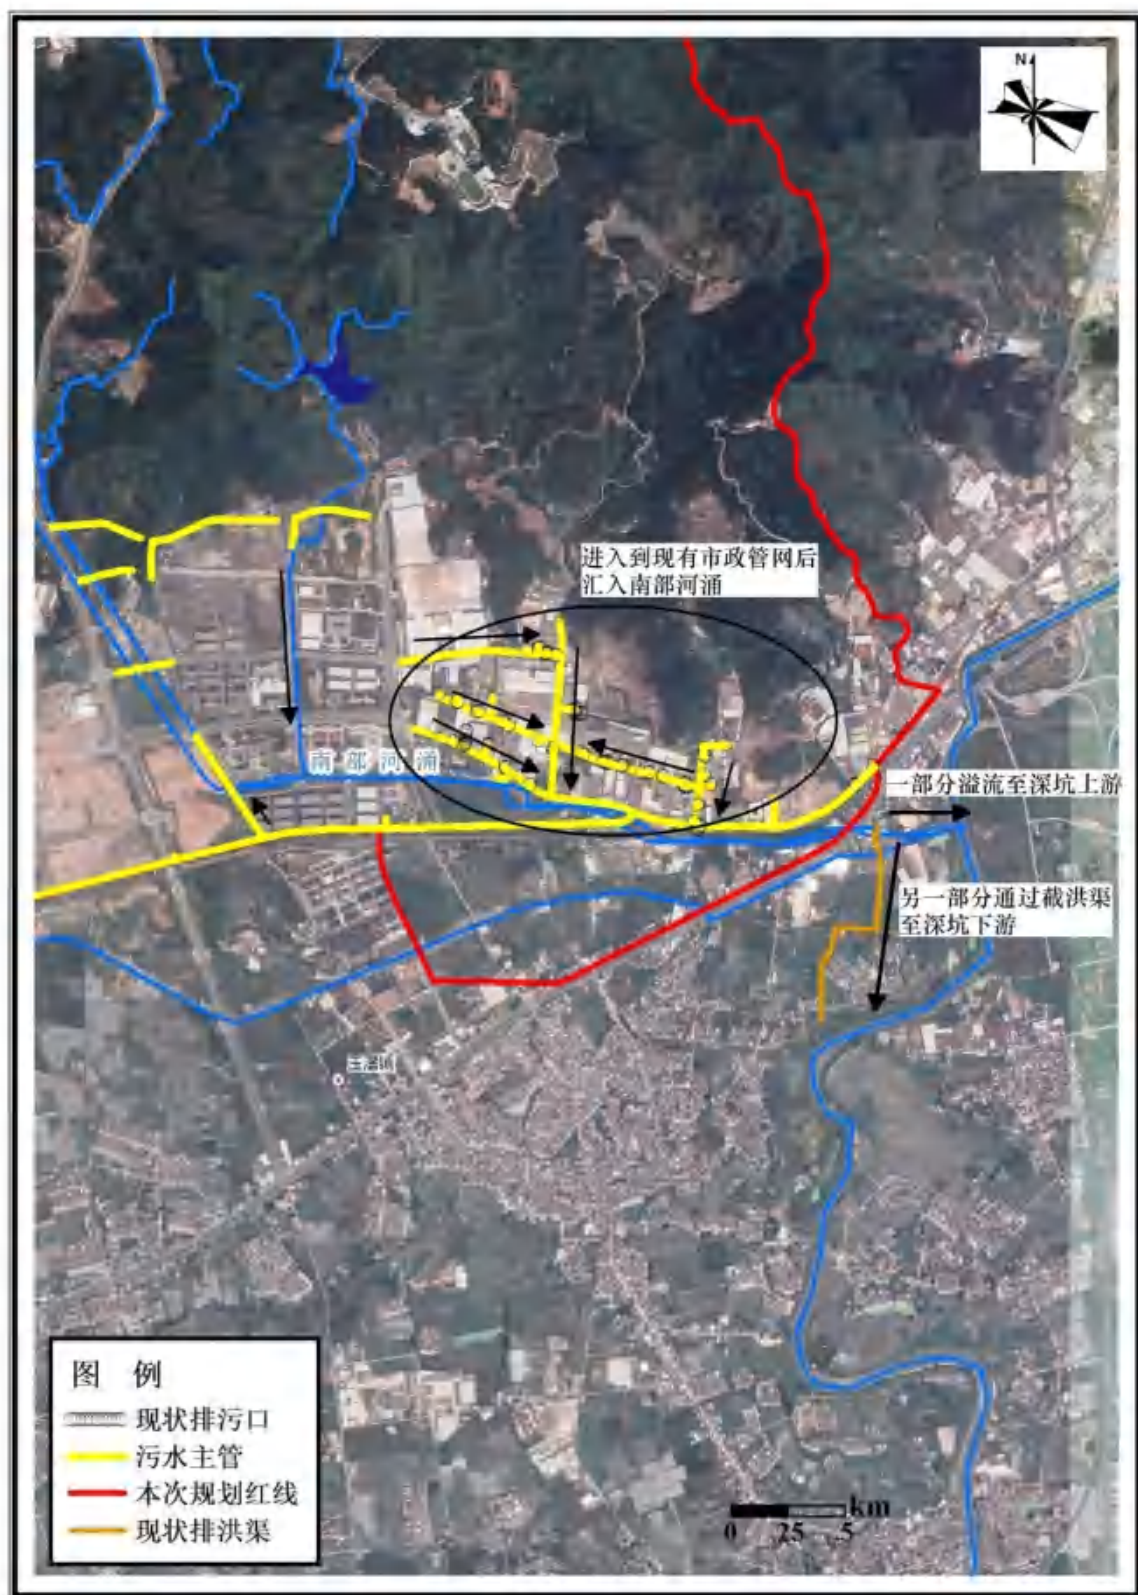 N
进入到现有市政管网后
汇入南部河涌
南部河涌
一部分溢流至深坑上游
另一部分通过截洪渠
至深坑下游
图 例
现状排污口
污水主管
本次规划红线
现状排洪渠
km
0 .25 .5